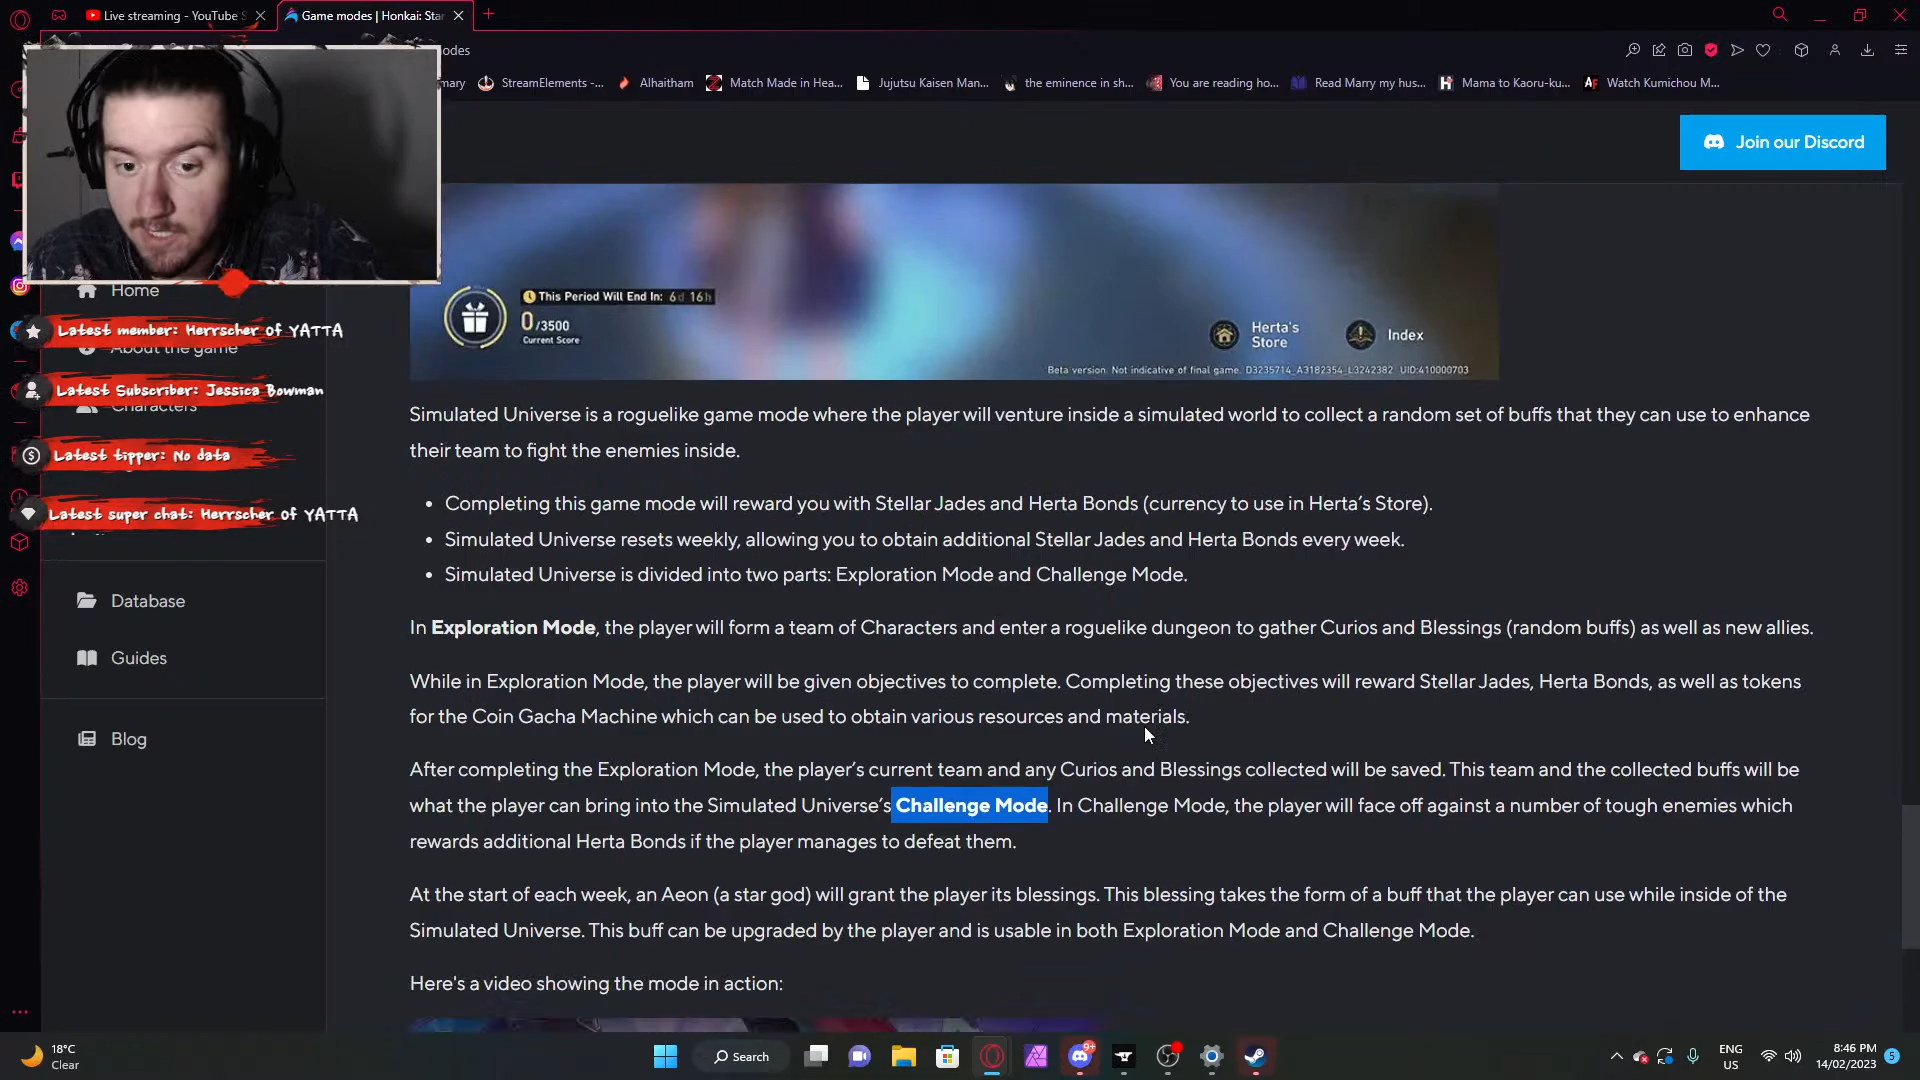 Live streaming - YouTube S
Game modes | Honkai: Star
odes
mary
StreamElements -...
Alhaitham
Match Made in Hea...
Jujutsu Kaisen Man...
the eminence in sh...
You are reading ho...
Read Marry my hus...
Mama to Kaoru-ku...
Watch Kumichou M...
Join our Discord
This Period Will End In: 6d 16h
0/3500
Current Score
Herta's
Store
Index
Beta version. Not indicative of final game. D3235714_A3182354_L3242382 UID:410000703
Home
Latest member: Herrscher of YATTA
About the game
Latest Subscriber: Jessica Bowman
Characters
Latest tipper: No data
Latest super chat: Herrscher of YATTA
Database
Guides
Blog
Simulated Universe is a roguelike game mode where the player will venture inside a simulated world to collect a random set of buffs that they can use to enhance
their team to fight the enemies inside.
• Completing this game mode will reward you with Stellar Jades and Herta Bonds (currency to use in Herta's Store).
• Simulated Universe resets weekly, allowing you to obtain additional Stellar Jades and Herta Bonds every week.
• Simulated Universe is divided into two parts: Exploration Mode and Challenge Mode.
In Exploration Mode, the player will form a team of Characters and enter a roguelike dungeon to gather Curios and Blessings (random buffs) as well as new allies.
While in Exploration Mode, the player will be given objectives to complete. Completing these objectives will reward Stellar Jades, Herta Bonds, as well as tokens
for the Coin Gacha Machine which can be used to obtain various resources and materials.
After completing the Exploration Mode, the player's current team and any Curios and Blessings collected will be saved. This team and the collected buffs will be
what the player can bring into the Simulated Universe's Challenge Mode. In Challenge Mode, the player will face off against a number of tough enemies which
rewards additional Herta Bonds if the player manages to defeat them.
At the start of each week, an Aeon (a star god) will grant the player its blessings. This blessing takes the form of a buff that the player can use while inside of the
Simulated Universe. This buff can be upgraded by the player and is usable in both Exploration Mode and Challenge Mode.
Here's a video showing the mode in action:
18°C
Clear
Search
9+
ENG
US
8:46 PM
14/02/2023
5